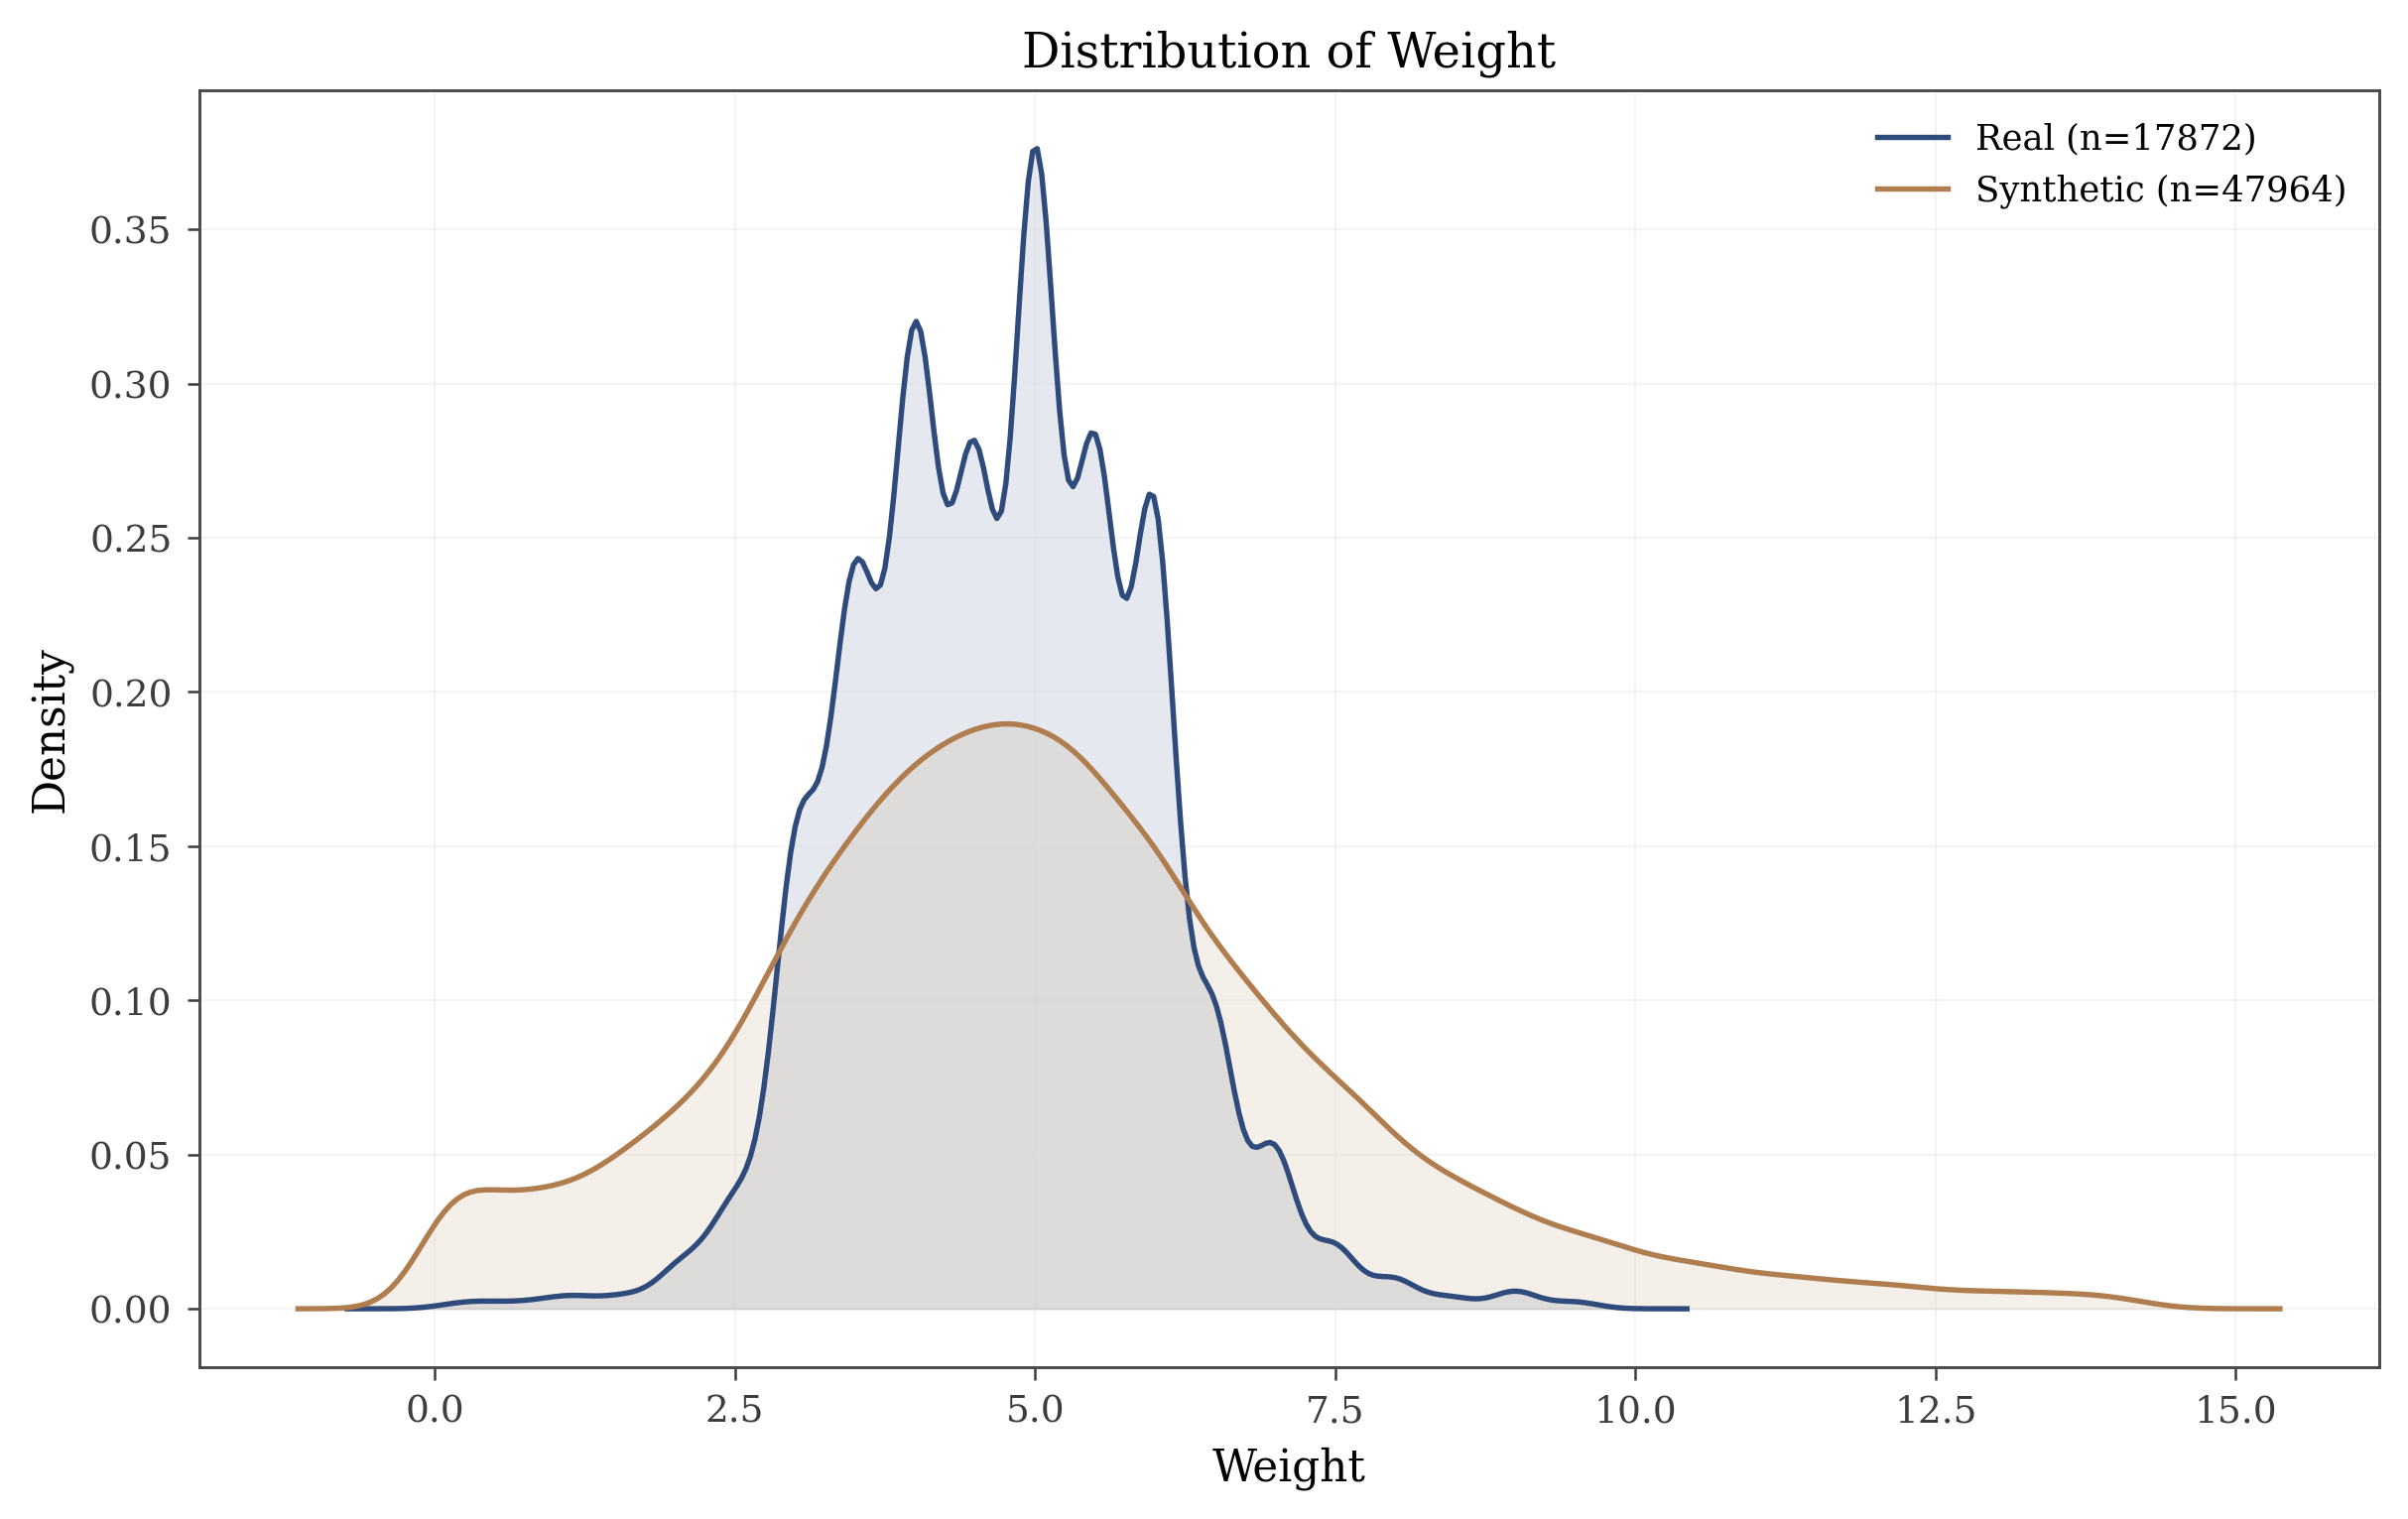 Distribution of Weight
Real (n=17872)
Synthetic (n=47964)
0.35
0.30
0.25
0.20
0.15
0.10
0.05
0.00
Density
0.0 2.5 5.0 7.5 10.0 12.5 15.0
Weight